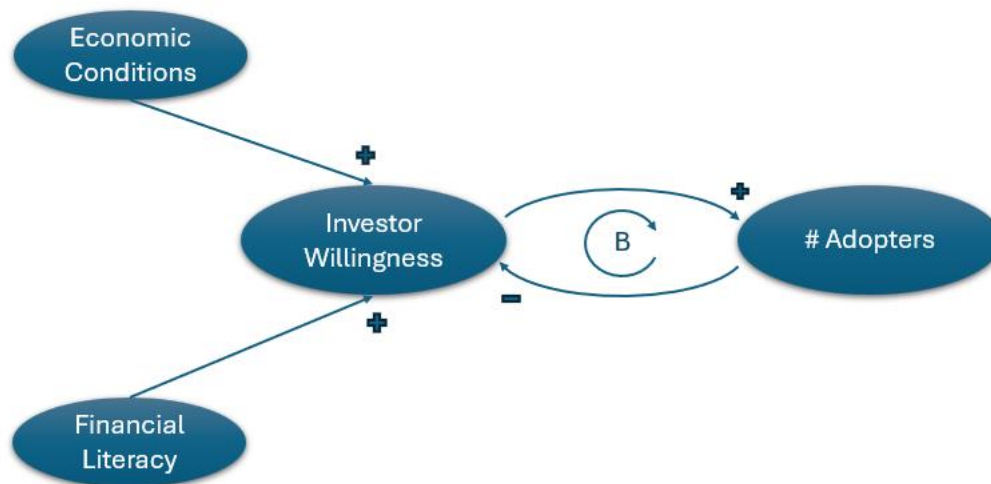 Economic
Conditions
+
Investor
Willingness
+
B
# Adopters
−
+
Financial
Literacy